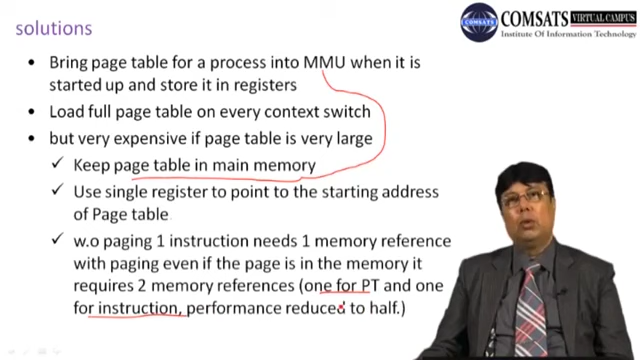 COMSATS VIRTUAL CAMPUS
Institute Of Information Technology
solutions
• Bring page table for a process into MMU when it is
started up and store it in registers
• Load full page table on every context switch
• but very expensive if page table is very large
✓ Keep page table in main memory
✓ Use single register to point to the starting address
of Page table
✓ w.o paging 1 instruction needs 1 memory reference
with paging even if the page is in the memory it
requires 2 memory references (one for PT and one
for instruction, performance reduced to half.)